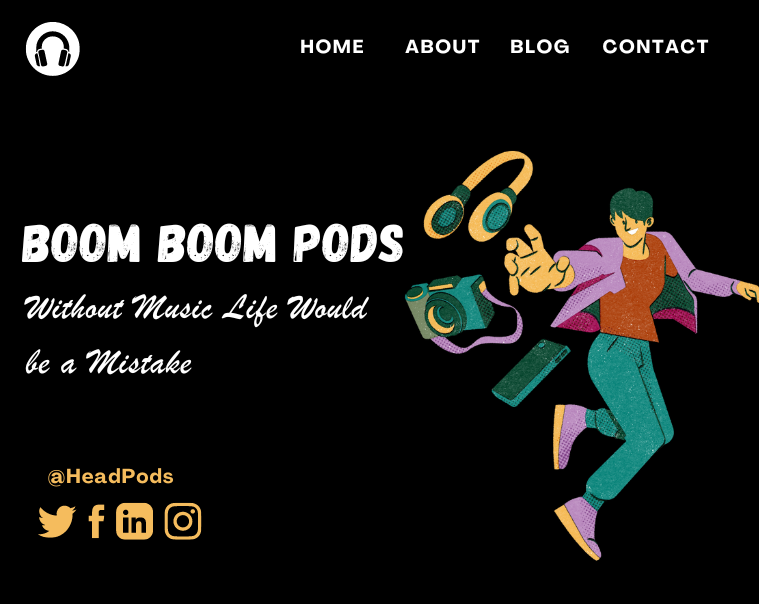 HOME ABOUT BLOG CONTACT
BOOM BOOM PODS
Without Music Life Would
be a Mistake
@HeadPods